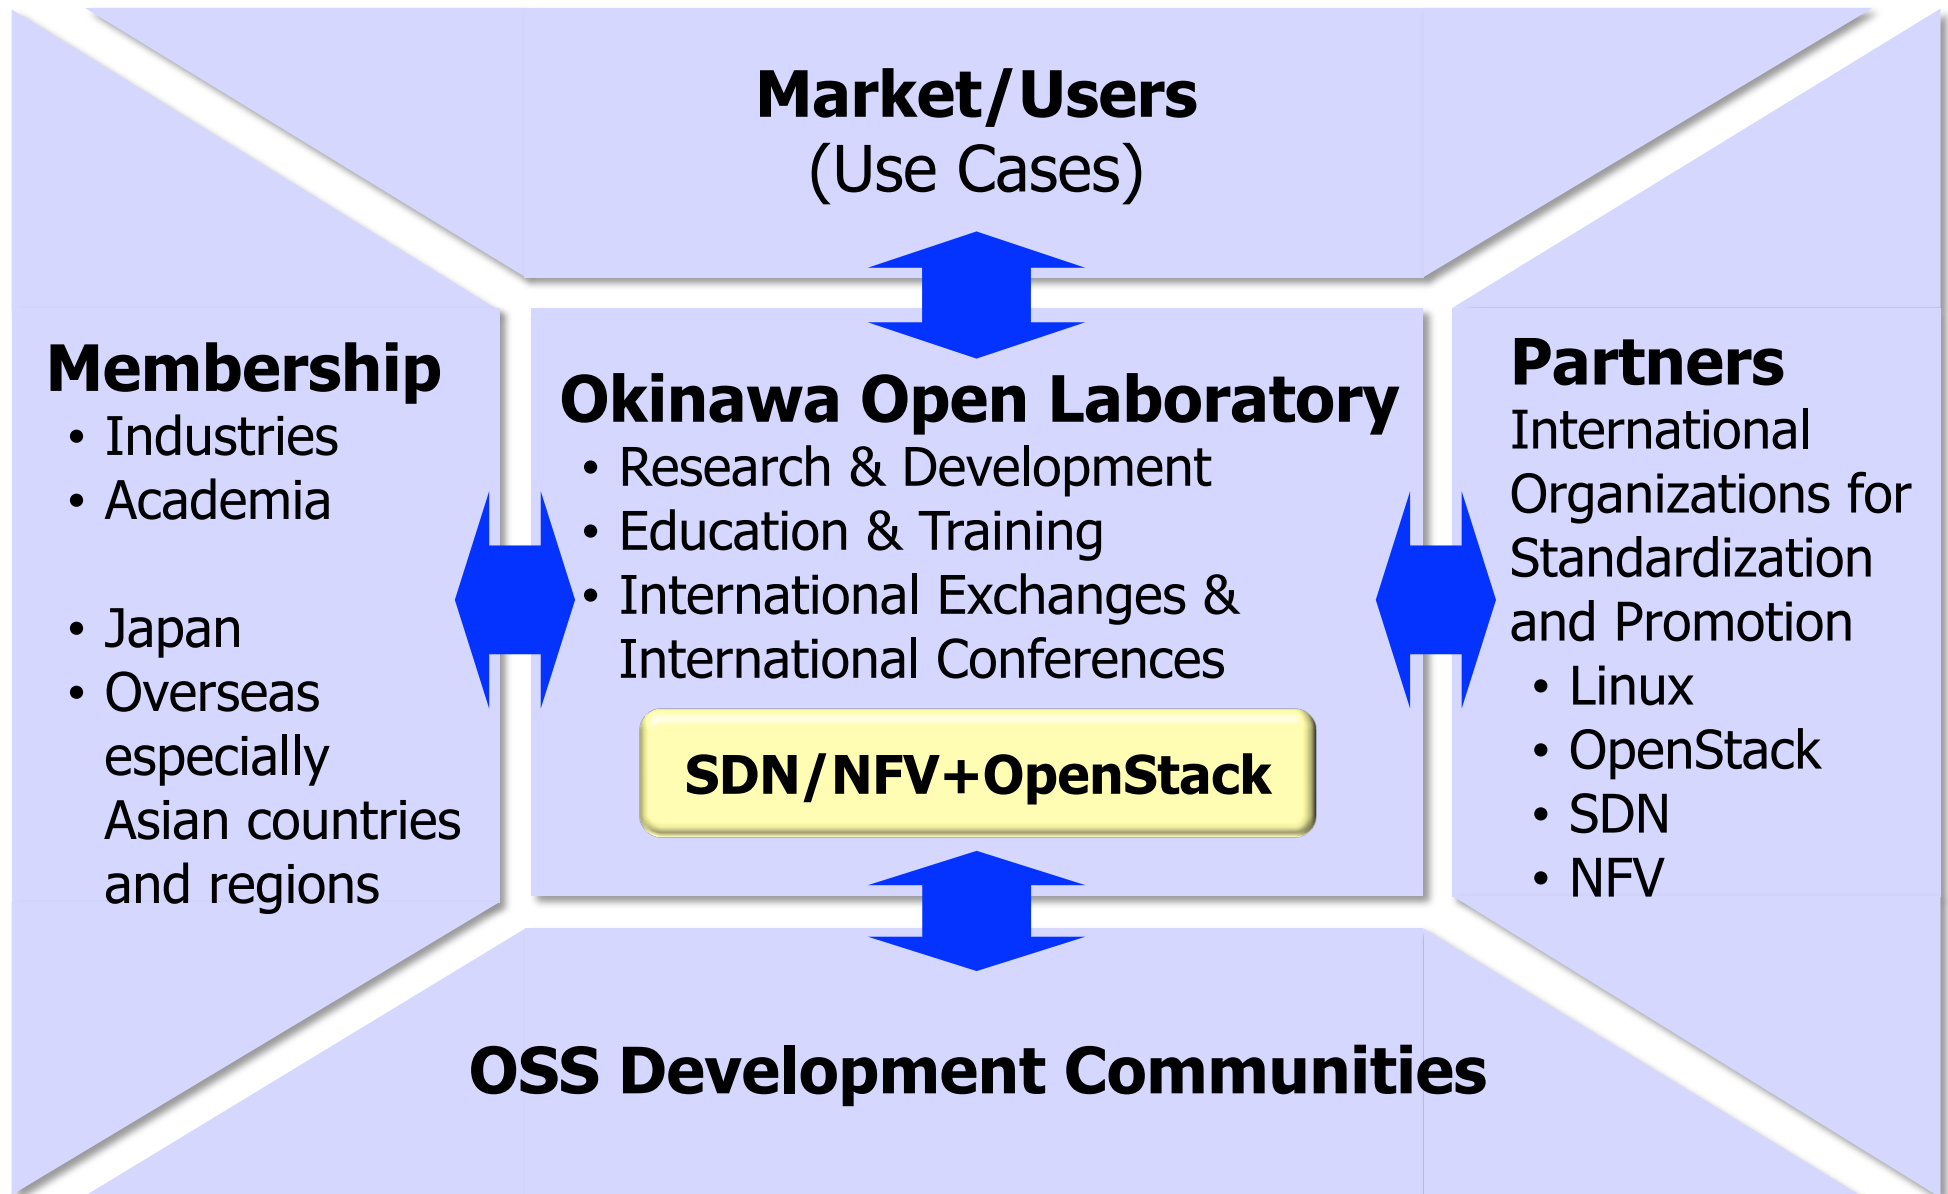 Market/Users
(Use Cases)
Membership
• Industries
• Academia
• Japan
• Overseas
especially
Asian countries
and regions
Okinawa Open Laboratory
• Research & Development
• Education & Training
• International Exchanges &
International Conferences
SDN/NFV+OpenStack
Partners
International
Organizations for
Standardization
and Promotion
• Linux
• OpenStack
• SDN
• NFV
OSS Development Communities